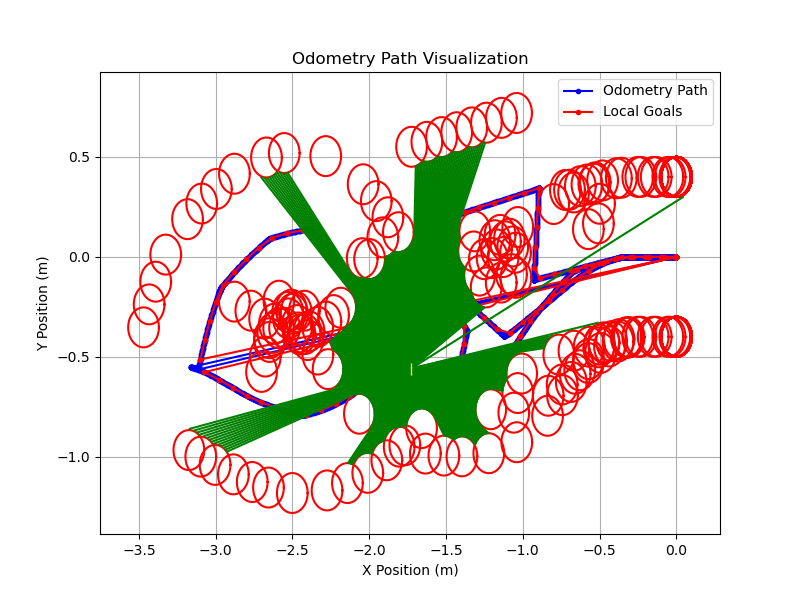 Odometry Path Visualization
Odometry Path
Local Goals
Y Position (m)
0.5
0.0
−0.5
−1.0
−3.5 −3.0 −2.5 −2.0 −1.5 −1.0 −0.5 0.0
X Position (m)